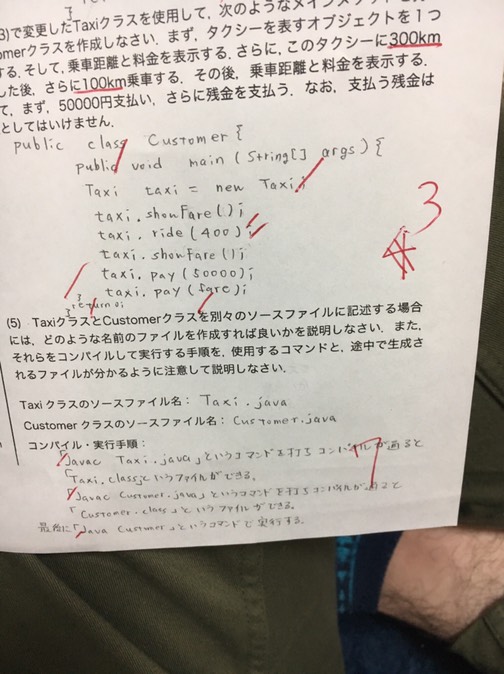 3)で変更したTaxiクラスを使用して，次のような
Customerクラスを作成しなさい．まず，タクシーを表すオブジェクトを１つ
する．そして，乗車距離と料金を表示する．さらに，このタクシーに300km
した後，さらに100km乗車する．その後，乗車距離と料金を表示する．
て，まず，50000円支払い，さらに残金を支払う．なお，支払う残金は
としてはいけません．
public class Customer {
public void main (String[] args) {
Taxi taxi = new Taxi;
taxi.showFare();
taxi.ride(400);
taxi.showFare();
taxi.pay(50000);
taxi.pay(fare);
}return 0;
}
3
(5) TaxiクラスとCustomerクラスを別々のソースファイルに記述する場合
には，どのような名前のファイルを作成すれば良いかを説明しなさい．また，
それらをコンパイルして実行する手順を，使用するコマンドと，途中で生成さ
れるファイルが分かるように注意して説明しなさい．
Taxiクラスのソースファイル名：Taxi.java
Customerクラスのソースファイル名：Customer.java
コンパイル・実行手順：
「Javac Taxi.java」というコマンドを打ちコンパイルが通ると
「Taxi.class」というファイルができる。
「Javac Customer.java」というコマンドを打ちコンパイルが通ると
「Customer.class」というファイルができる。
最後に「Java Customer」というコマンドで実行する。
7